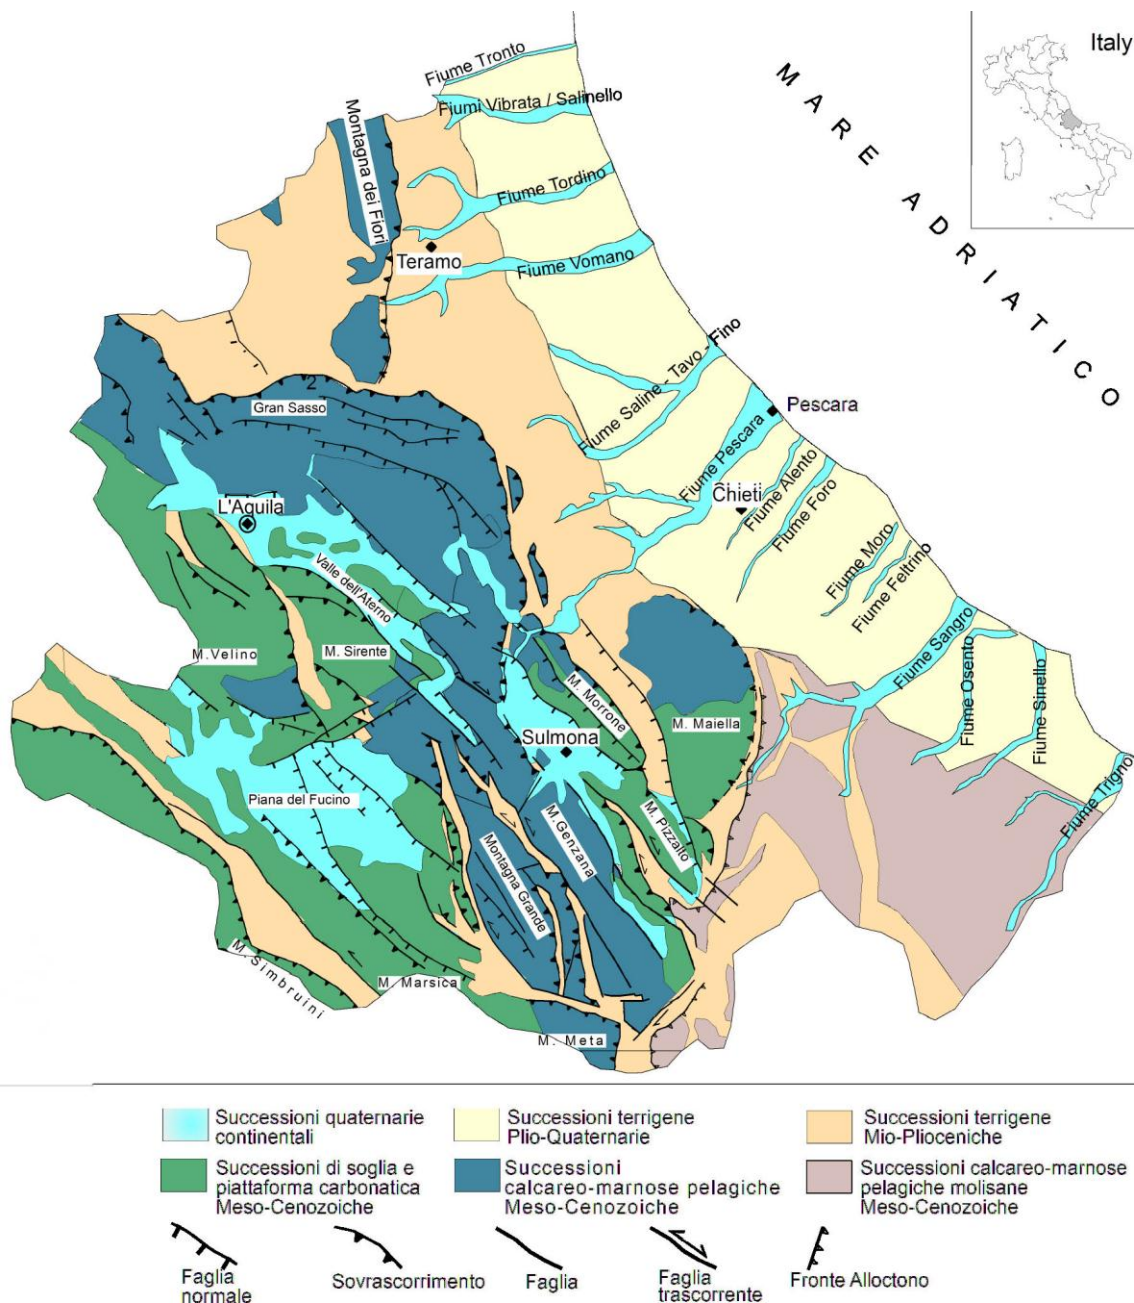 Italy
MARE ADRIATICO
Fiume Tronto
Fiumi Vibrata / Salinello
Montagna dei Fiori
Fiume Tordino
Teramo
Fiume Vomano
Fiume Saline - Tavo - Fino
2
Gran Sasso
Pescara
Fiume Pescara
Chieti
Fiume Alento
Fiume Foro
L'Aquila
Fiume Moro
Fiume Feltrino
Valle dell'Aterno
Fiume Sangro
M.Velino
M. Sirente
M. Morrone
M. Maiella
Fiume Osento
Fiume Sinello
Sulmona
Fiume Trigno
Piana del Fucino
M. Pizzalto
M.Genzana
Montagna Grande
M. Simbruini
M. Marsica
M. Meta
Successioni quaternarie
continentali
Successioni terrigene
Plio-Quaternarie
Successioni terrigene
Mio-Plioceniche
Successioni di soglia e
piattaforma carbonatica
Meso-Cenozoiche
Successioni
calcareo-marnose pelagiche
Meso-Cenozoiche
Successioni calcareo-marnose
pelagiche molisane
Meso-Cenozoiche
Faglia
normale
Sovrascorrimento
Faglia
Faglia
trascorrente
Fronte Alloctono